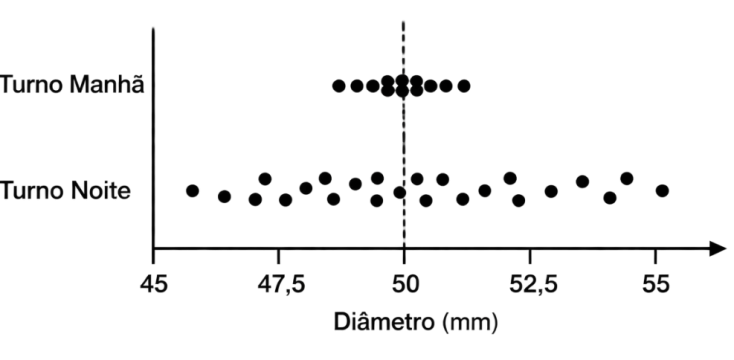 Turno Manhã
Turno Noite
45 47,5 50 52,5 55
Diâmetro (mm)